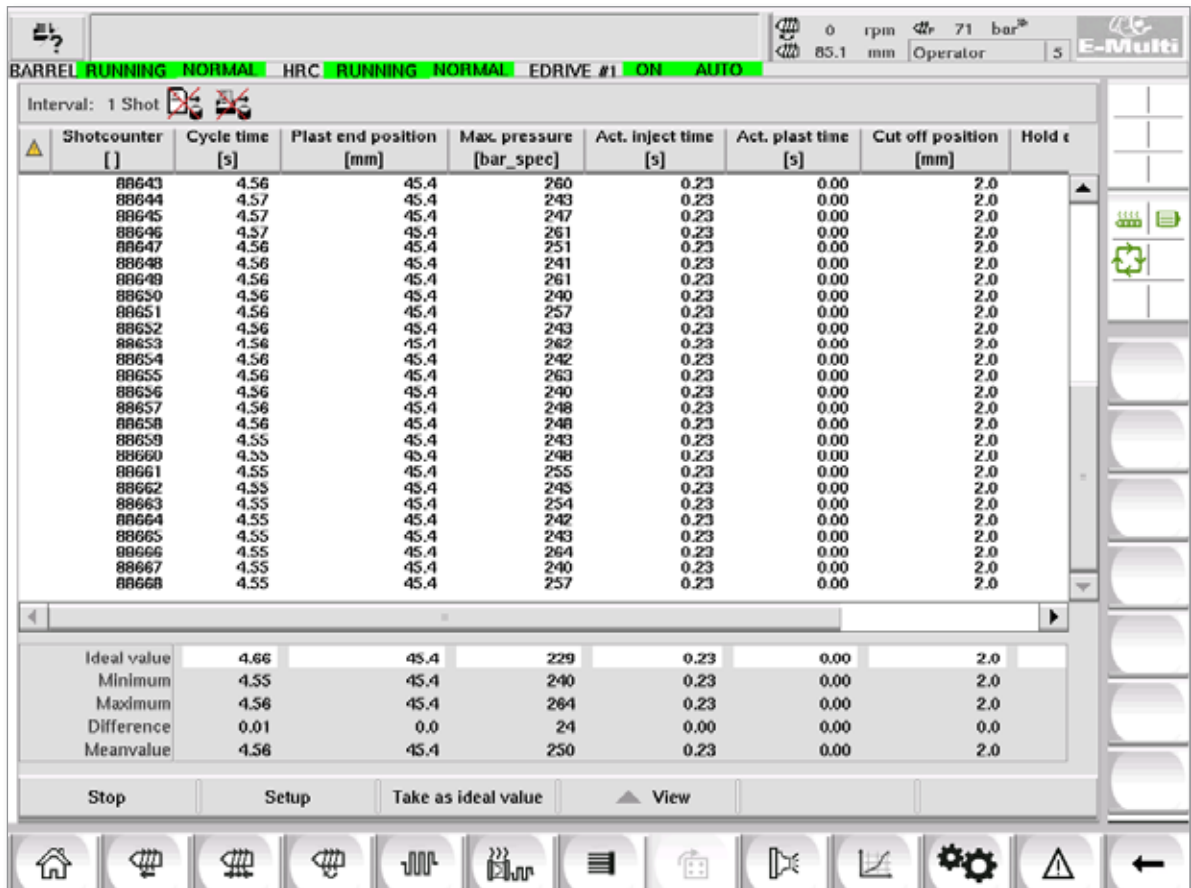 0 rpm 71 bar
85.1 mm Operator 5 E-Multi
BARREL RUNNING NORMAL HRC RUNNING NORMAL EDRIVE #1 ON AUTO
Interval: 1 Shot
Shotcounter Cycle time Plast end position Max. pressure Act. inject time Act. plast time Cut off position Hold
[ ] [s] [mm] [bar_spec] [s] [s] [mm]
88643 4.56 45.4 260 0.23 0.00 2.0
88644 4.57 45.4 243 0.23 0.00 2.0
88645 4.57 45.4 247 0.23 0.00 2.0
88646 4.57 45.4 261 0.23 0.00 2.0
88647 4.56 45.4 251 0.23 0.00 2.0
88648 4.56 45.4 241 0.23 0.00 2.0
88649 4.56 45.4 261 0.23 0.00 2.0
88650 4.56 45.4 240 0.23 0.00 2.0
88651 4.56 45.4 257 0.23 0.00 2.0
88652 4.56 45.4 243 0.23 0.00 2.0
88653 4.56 45.4 262 0.23 0.00 2.0
88654 4.56 45.4 242 0.23 0.00 2.0
88655 4.56 45.4 263 0.23 0.00 2.0
88656 4.56 45.4 240 0.23 0.00 2.0
88657 4.56 45.4 248 0.23 0.00 2.0
88658 4.56 45.4 248 0.23 0.00 2.0
88659 4.55 45.4 243 0.23 0.00 2.0
88660 4.55 45.4 248 0.23 0.00 2.0
88661 4.55 45.4 255 0.23 0.00 2.0
88662 4.55 45.4 245 0.23 0.00 2.0
88663 4.55 45.4 254 0.23 0.00 2.0
88664 4.55 45.4 242 0.23 0.00 2.0
88665 4.55 45.4 243 0.23 0.00 2.0
88666 4.55 45.4 264 0.23 0.00 2.0
88667 4.55 45.4 240 0.23 0.00 2.0
88668 4.55 45.4 257 0.23 0.00 2.0
Ideal value 4.66 45.4 229 0.23 0.00 2.0
Minimum 4.55 45.4 240 0.23 0.00 2.0
Maximum 4.56 45.4 264 0.23 0.00 2.0
Difference 0.01 0.0 24 0.00 0.00 0.0
Meanvalue 4.56 45.4 250 0.23 0.00 2.0
Stop Setup Take as ideal value View